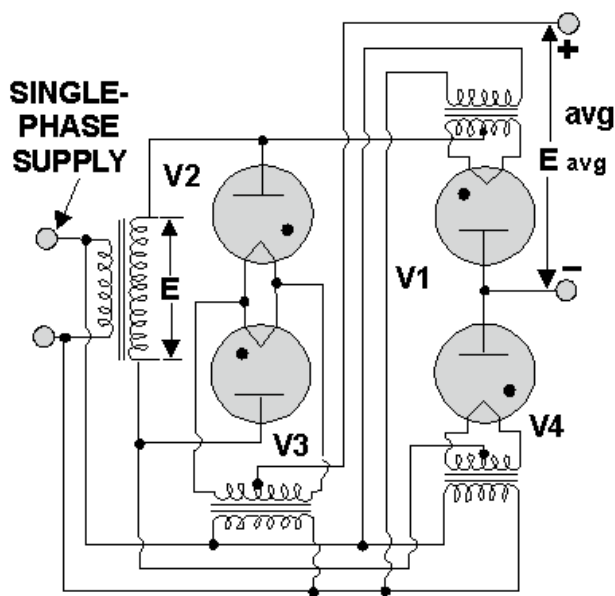 SINGLE-
PHASE
SUPPLY
V2
E
V3
+
avg
E avg
V1
−
V4